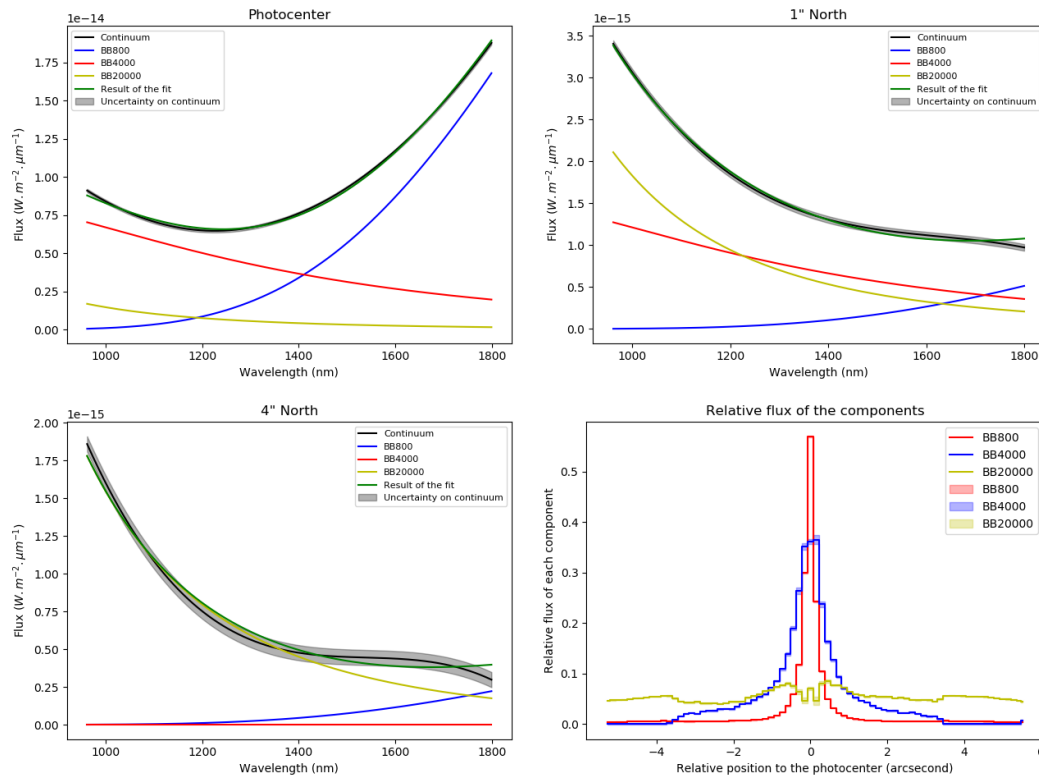 Photocenter
1e−14
Continuum
BB800
BB4000
BB20000
Result of the fit
Uncertainty on continuum
1.75
1.50
1.25
1.00
0.75
0.50
0.25
0.00
Flux (W.m⁻².μm⁻¹)
1000 1200 1400 1600 1800
Wavelength (nm)
1" North
1e−15
Continuum
BB800
BB4000
BB20000
Result of the fit
Uncertainty on continuum
3.5
3.0
2.5
2.0
1.5
1.0
0.5
0.0
Flux (W.m⁻².μm⁻¹)
1000 1200 1400 1600 1800
Wavelength (nm)
4" North
1e−15
Continuum
BB800
BB4000
BB20000
Result of the fit
Uncertainty on continuum
2.00
1.75
1.50
1.25
1.00
0.75
0.50
0.25
0.00
Flux (W.m⁻².μm⁻¹)
1000 1200 1400 1600 1800
Wavelength (nm)
Relative flux of the components
BB800
BB4000
BB20000
BB800
BB4000
BB20000
0.5
0.4
0.3
0.2
0.1
0.0
Relative flux of each component
−4 −2 0 2 4 6
Relative position to the photocenter (arcsecond)